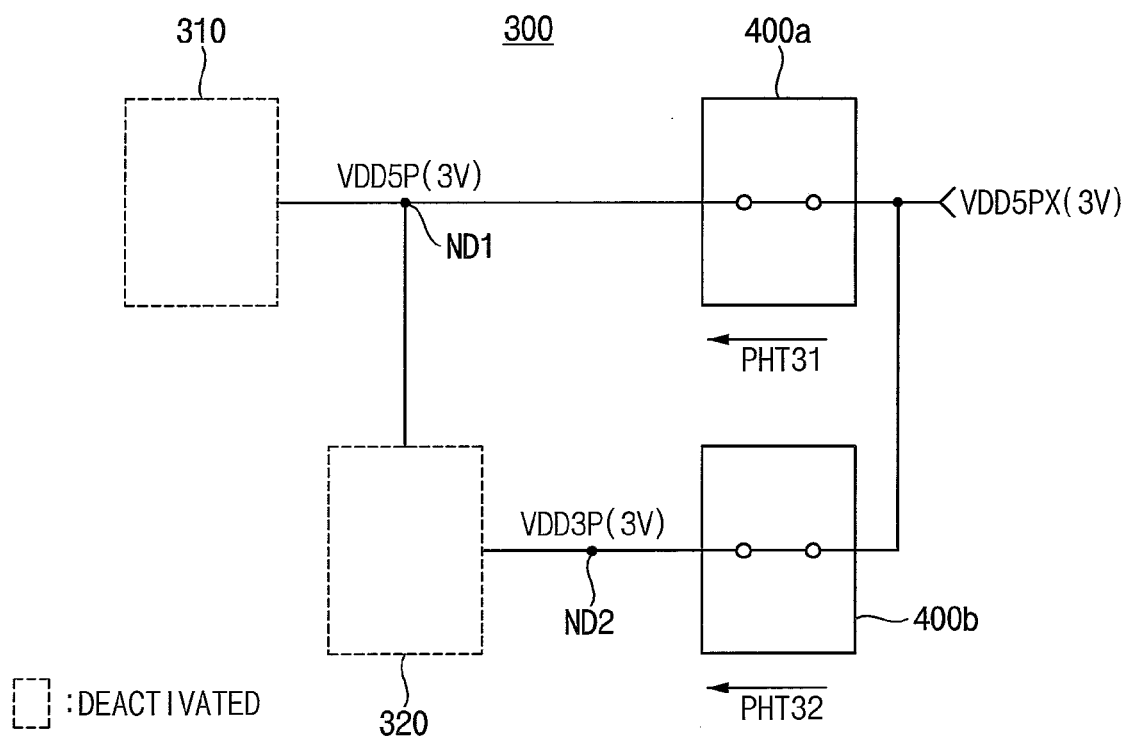 310
300
400a
VDD5P(3V)
VDD5PX(3V)
ND1
PHT31
VDD3P(3V)
ND2
400b
:DEACTIVATED
320
PHT32